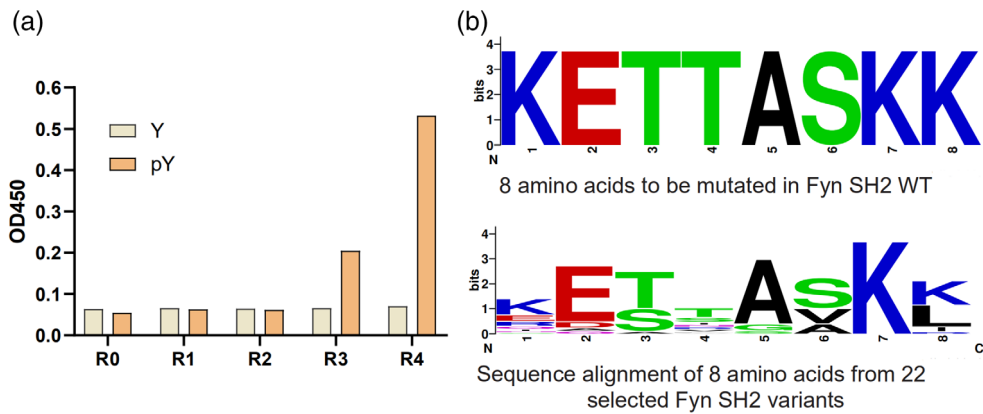 (a)
0.6
0.5
0.4
0.3
0.2
0.1
0.0
OD450
Y
pY
R0 R1 R2 R3 R4
(b)
4
3
2
1
0
bits
KETTASKK
1 2 3 4 5 6 7 8
N
8 amino acids to be mutated in Fyn SH2 WT
4
3
2
1
0
bits
K E T T A S K K
S G V L
A
1 2 3 4 5 6 7 8
N C
Sequence alignment of 8 amino acids from 22
selected Fyn SH2 variants